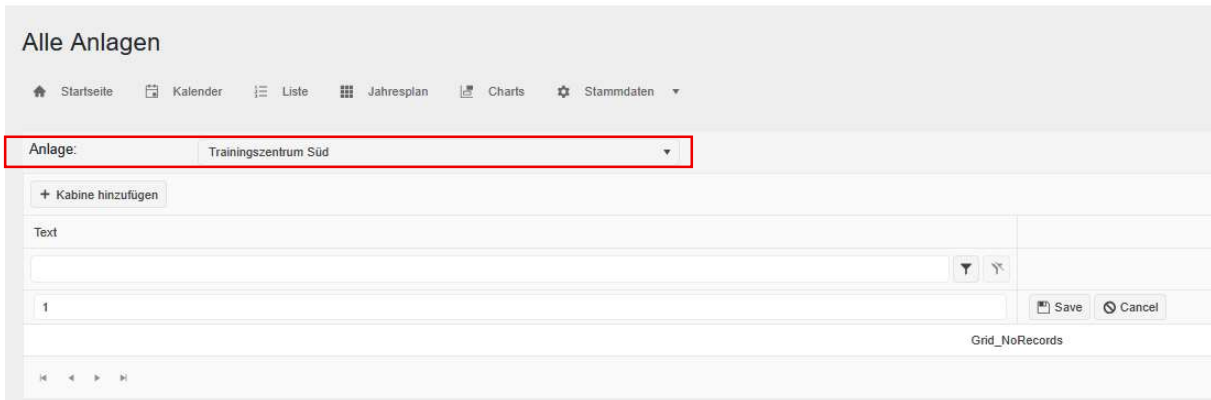 Alle Anlagen
Startseite Kalender Liste Jahresplan Charts Stammdaten
Anlage: Trainingszentrum Süd
+ Kabine hinzufügen
Text
1 Save Cancel
Grid_NoRecords